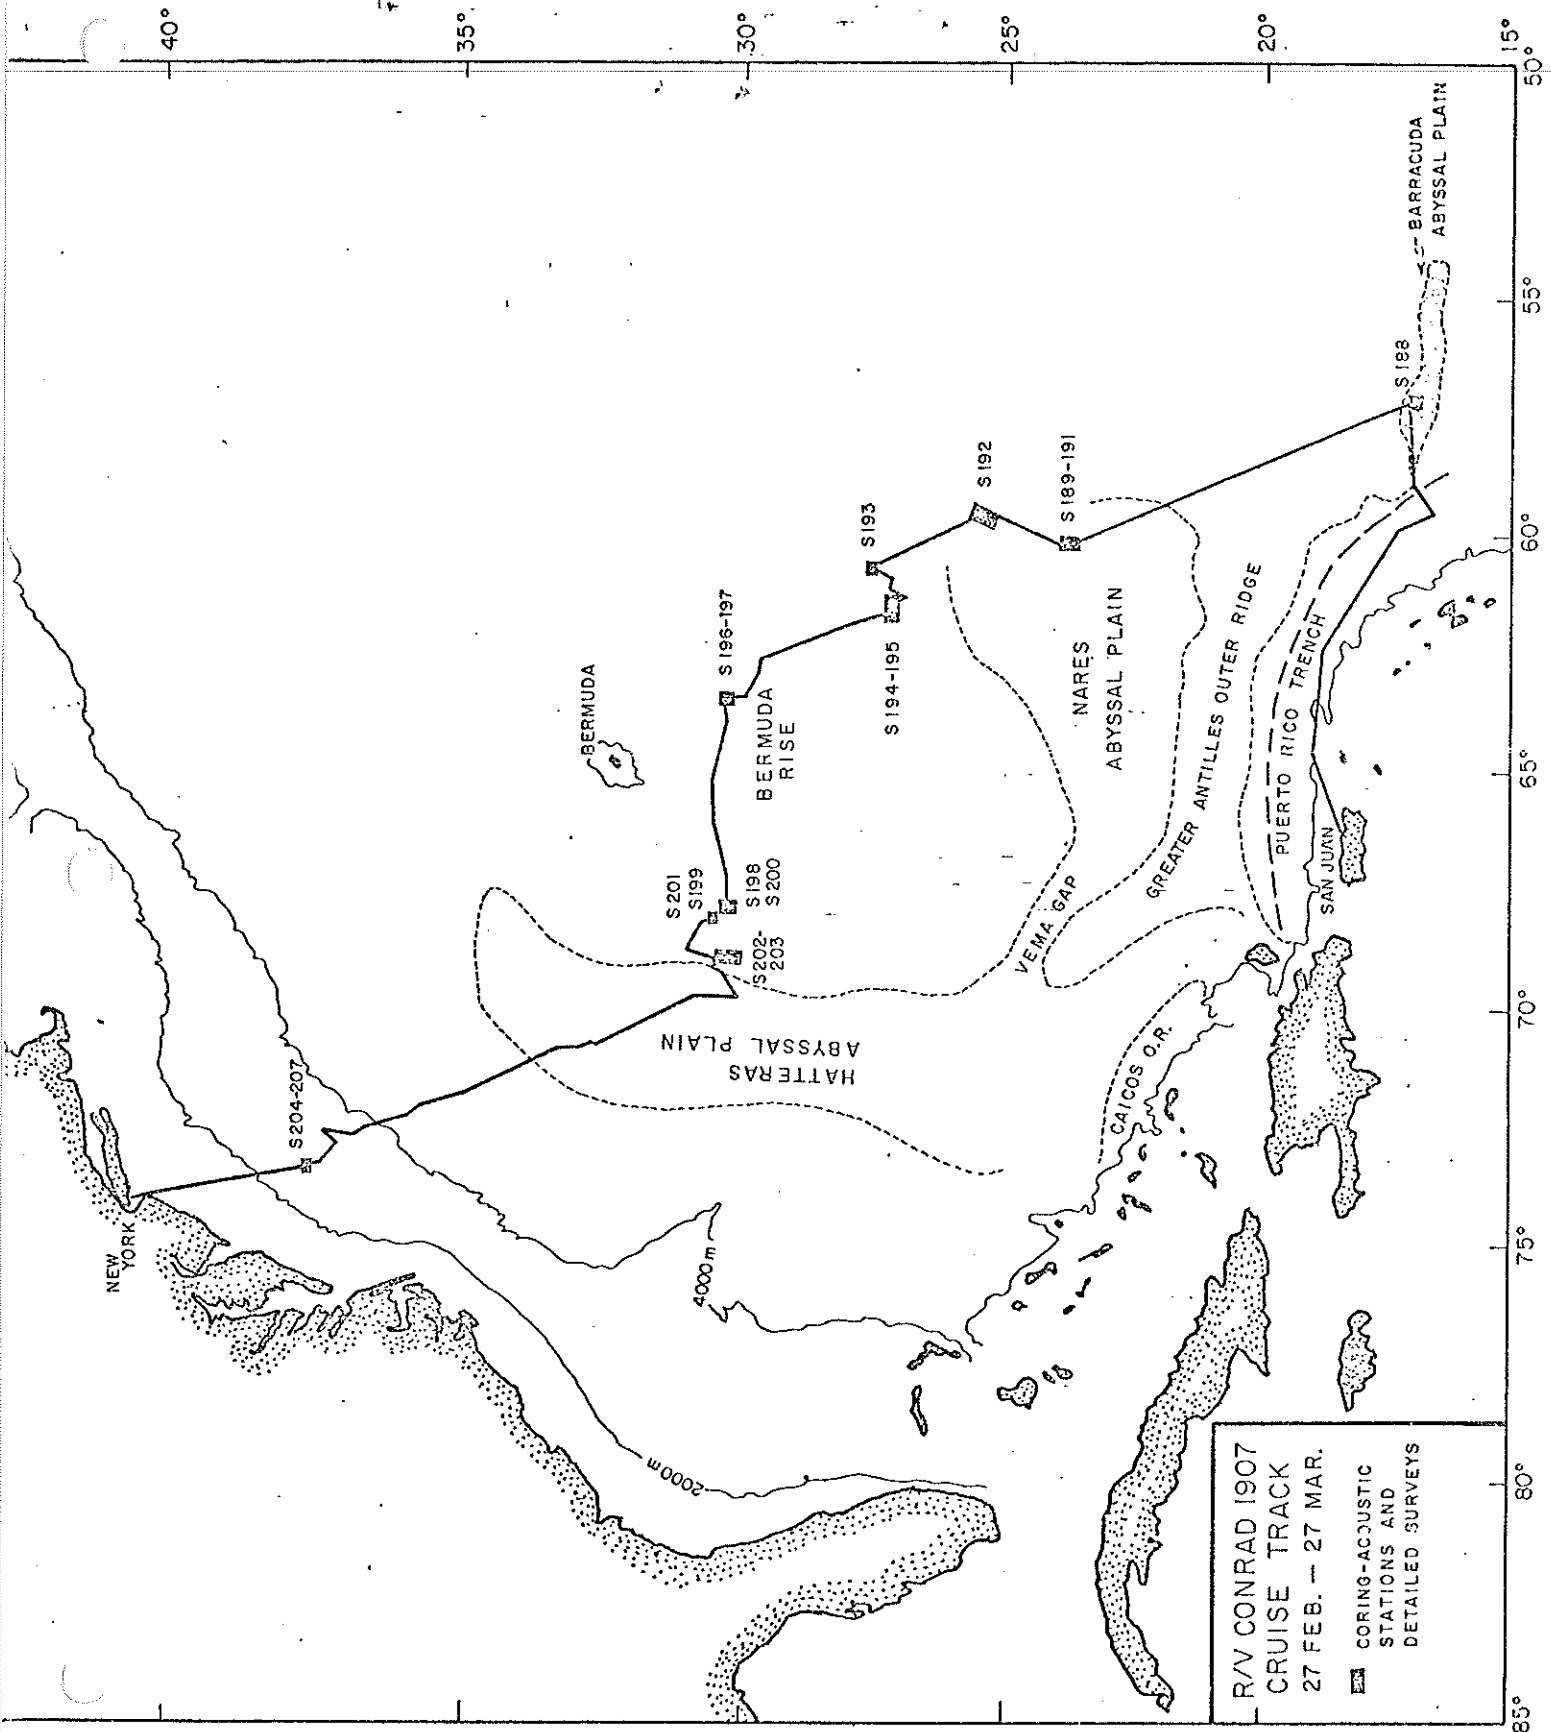 40°
35°
30°
25°
20°
15°
50°
55°
60°
65°
70°
75°
80°
85°
NEW
YORK
S204-207
BERMUDA
HATTERAS
ABYSSAL PLAIN
S201
S199
S198
S200
S202-
203
BERMUDA
RISE
S196-197
S194-195
S193
S192
S189-191
S188
BARRACUDA
ABYSSAL PLAIN
NARES
ABYSSAL PLAIN
VEMA GAP
GREATER ANTILLES OUTER RIDGE
PUERTO RICO TRENCH
SAN JUAN
CAICOS O.R.
4000m
2000m
R/V CONRAD 1907
CRUISE TRACK
27 FEB. – 27 MAR.
CORING-ACOUSTIC
STATIONS AND
DETAILED SURVEYS